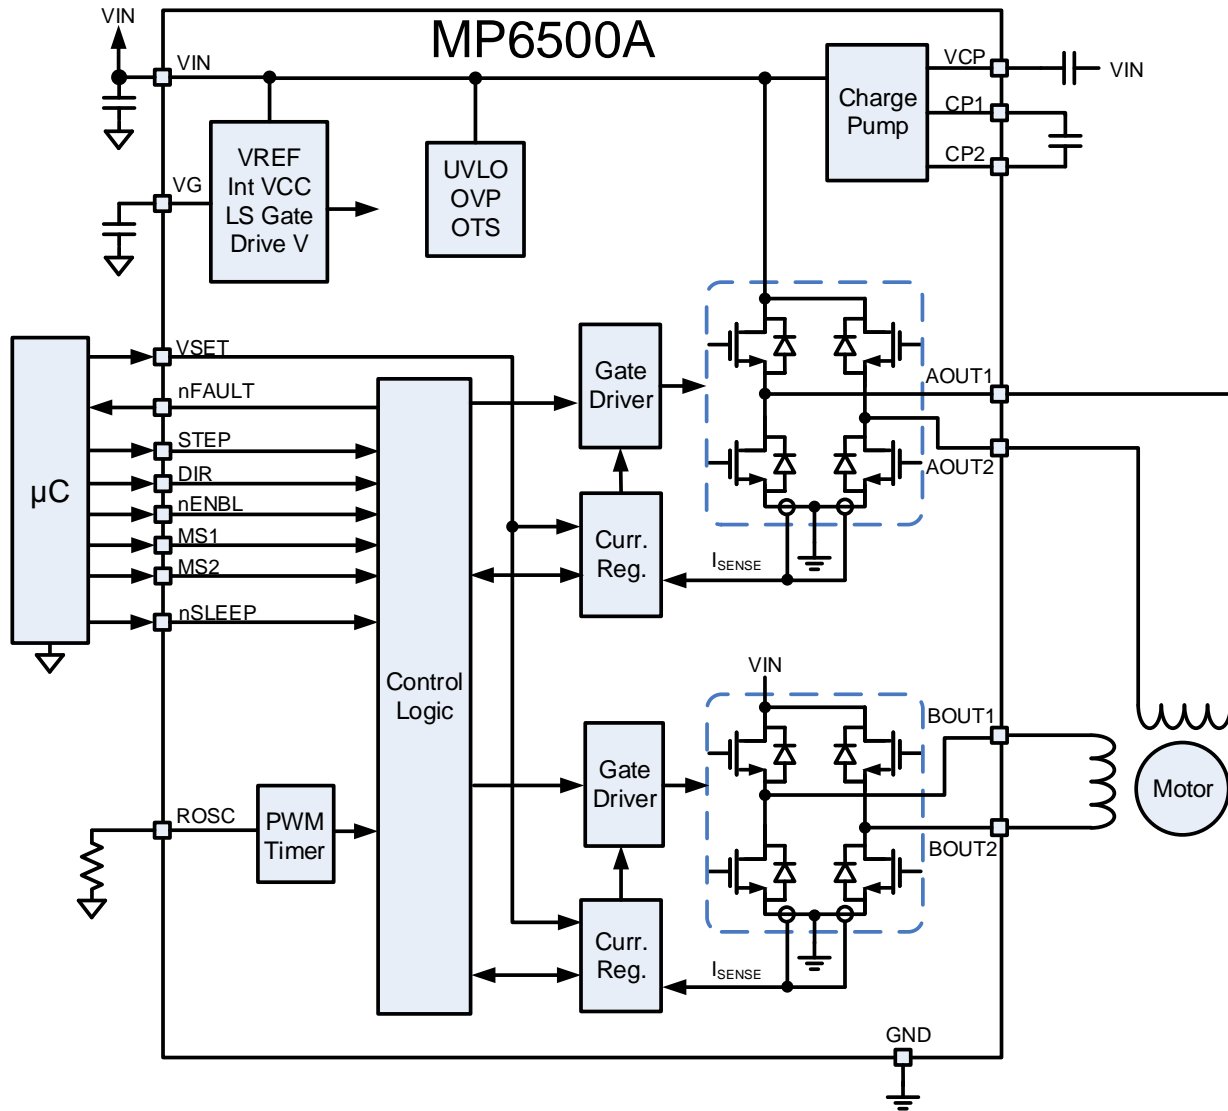 MP6500A
VIN
VIN
VCP
VIN
Charge
Pump
CP1
CP2
VREF
Int VCC
LS Gate
Drive V
UVLO
OVP
OTS
VG
µC
VSET
nFAULT
STEP
DIR
nENBL
MS1
MS2
nSLEEP
Control
Logic
Gate
Driver
Curr.
Reg.
ISENSE
AOUT1
AOUT2
VIN
Gate
Driver
Curr.
Reg.
ISENSE
BOUT1
BOUT2
Motor
ROSC
PWM
Timer
GND